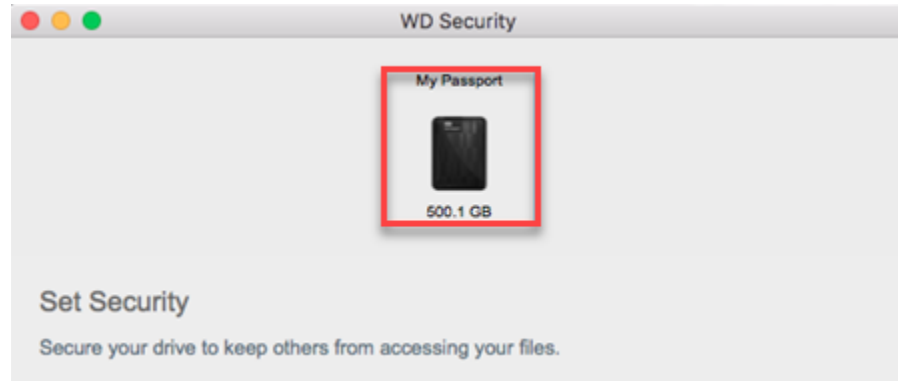 WD Security
My Passport
500.1 GB
Set Security
Secure your drive to keep others from accessing your files.